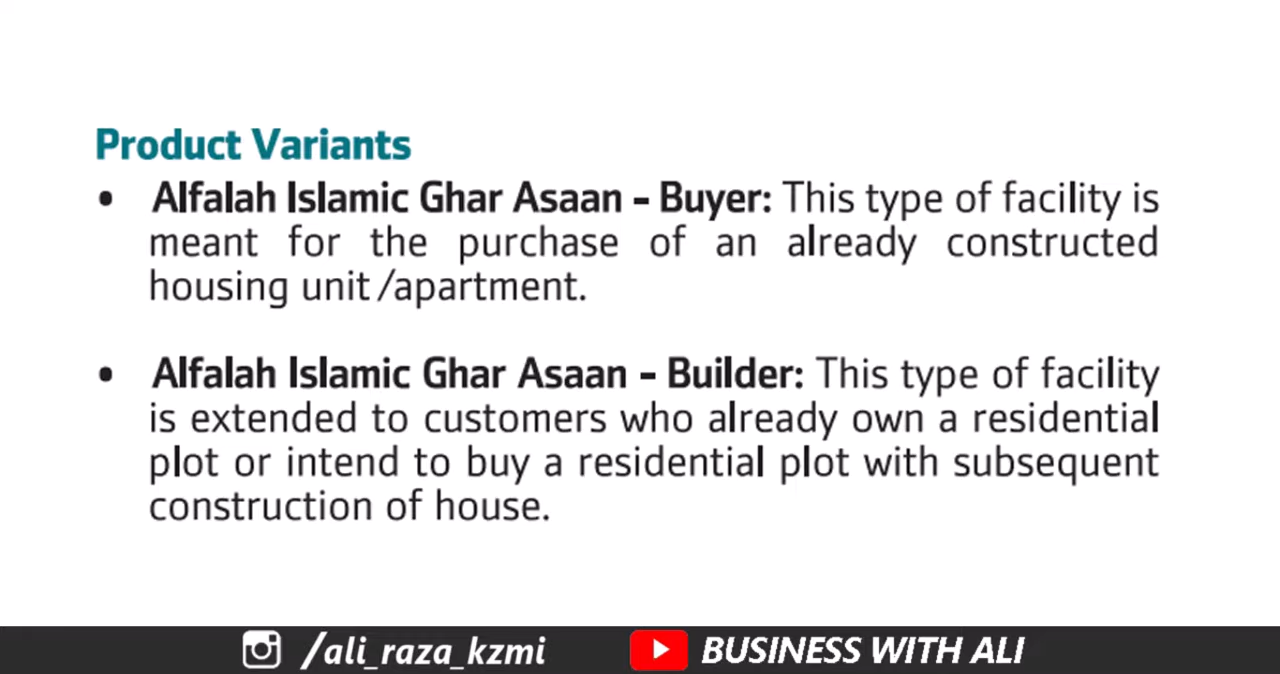 Product Variants
• Alfalah Islamic Ghar Asaan - Buyer: This type of facility is
meant for the purchase of an already constructed
housing unit/apartment.
• Alfalah Islamic Ghar Asaan - Builder: This type of facility
is extended to customers who already own a residential
plot or intend to buy a residential plot with subsequent
construction of house.
/ali_raza_kzmi BUSINESS WITH ALI